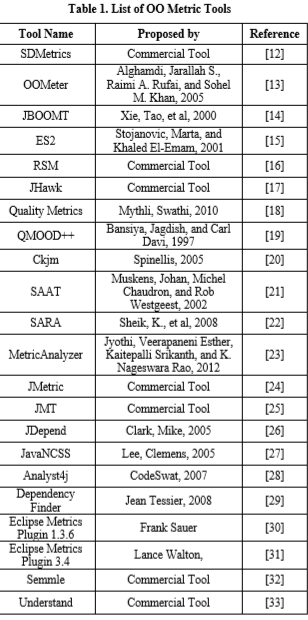 Table 1. List of OO Metric Tools
Tool Name Proposed by Reference
SDMetrics Commercial Tool [12]
OOMeter Alghamdi, Jarallah S., Raimi A. Rufai, and Sohel M. Khan, 2005 [13]
JBOOMT Xie, Tao, et al, 2000 [14]
ES2 Stojanovic, Marta, and Khaled El-Emam, 2001 [15]
RSM Commercial Tool [16]
JHawk Commercial Tool [17]
Quality Metrics Mythli, Swathi, 2010 [18]
QMOOD++ Bansiya, Jagdish, and Carl Davi, 1997 [19]
Ckjm Spinellis, 2005 [20]
SAAT Muskens, Johan, Michel Chaudron, and Rob Westgeest, 2002 [21]
SARA Sheik, K., et al, 2008 [22]
MetricAnalyzer Jyothi, Veerapaneni Esther, Kaitepalli Srikanth, and K. Nageswara Rao, 2012 [23]
JMetric Commercial Tool [24]
JMT Commercial Tool [25]
JDepend Clark, Mike, 2005 [26]
JavaNCSS Lee, Clemens, 2005 [27]
Analyst4j CodeSwat, 2007 [28]
Dependency Finder Jean Tessier, 2008 [29]
Eclipse Metrics Plugin 1.3.6 Frank Sauer [30]
Eclipse Metrics Plugin 3.4 Lance Walton, [31]
Semmle Commercial Tool [32]
Understand Commercial Tool [33]